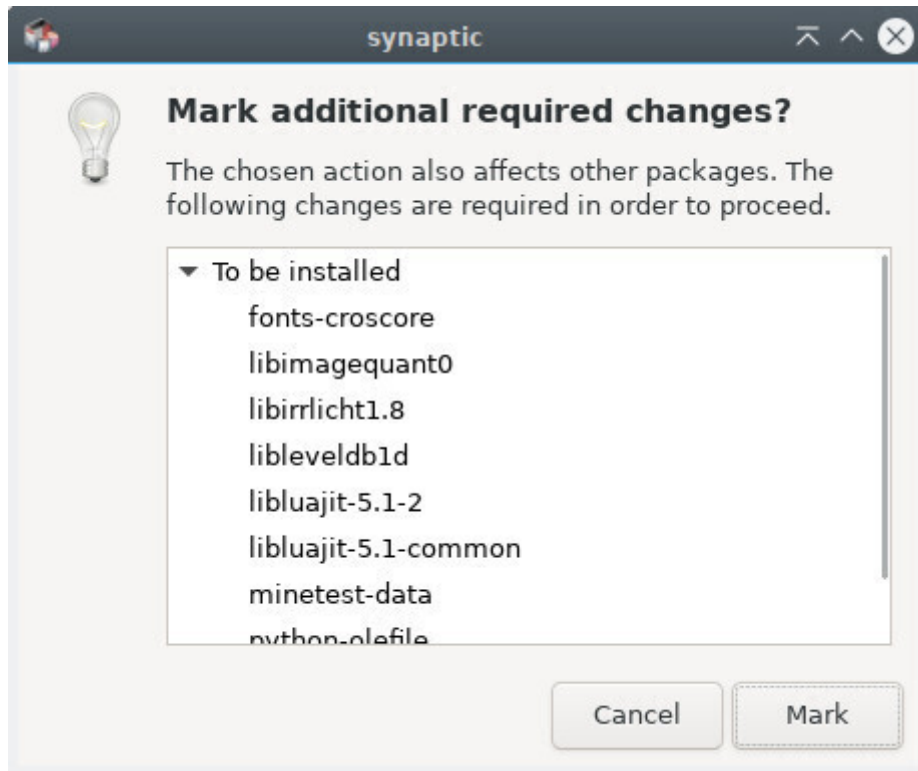 synaptic
Mark additional required changes?
The chosen action also affects other packages. The
following changes are required in order to proceed.
To be installed
fonts-croscore
libimagequant0
libirrlicht1.8
libleveldb1d
libluajit-5.1-2
libluajit-5.1-common
minetest-data
python-olefile
Cancel
Mark